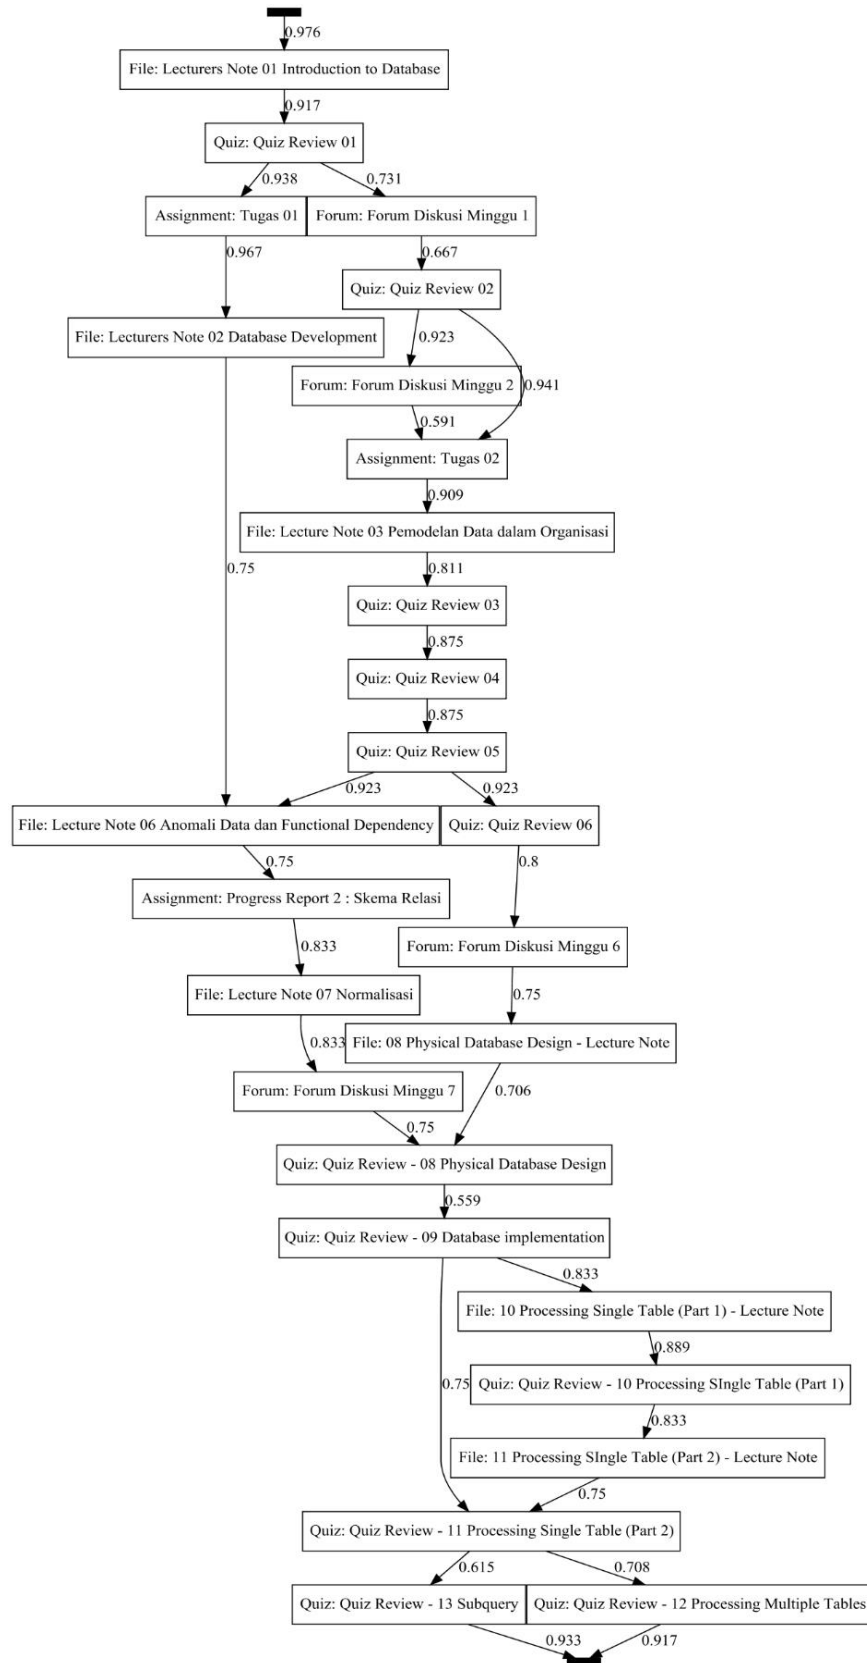 0.976
File: Lecturers Note 01 Introduction to Database
0.917
Quiz: Quiz Review 01
0.938
0.731
Assignment: Tugas 01
Forum: Forum Diskusi Minggu 1
0.967
0.667
Quiz: Quiz Review 02
File: Lecturers Note 02 Database Development
0.923
0.941
Forum: Forum Diskusi Minggu 2
0.591
Assignment: Tugas 02
0.909
File: Lecture Note 03 Pemodelan Data dalam Organisasi
0.75
0.811
Quiz: Quiz Review 03
0.875
Quiz: Quiz Review 04
0.875
Quiz: Quiz Review 05
0.923
0.923
File: Lecture Note 06 Anomali Data dan Functional Dependency
Quiz: Quiz Review 06
0.75
0.8
Assignment: Progress Report 2 : Skema Relasi
0.833
Forum: Forum Diskusi Minggu 6
File: Lecture Note 07 Normalisasi
0.75
0.833
File: 08 Physical Database Design - Lecture Note
Forum: Forum Diskusi Minggu 7
0.706
0.75
Quiz: Quiz Review - 08 Physical Database Design
0.559
Quiz: Quiz Review - 09 Database implementation
0.833
File: 10 Processing Single Table (Part 1) - Lecture Note
0.889
0.75
Quiz: Quiz Review - 10 Processing SIngle Table (Part 1)
0.833
File: 11 Processing SIngle Table (Part 2) - Lecture Note
0.75
Quiz: Quiz Review - 11 Processing Single Table (Part 2)
0.615
0.708
Quiz: Quiz Review - 13 Subquery
Quiz: Quiz Review - 12 Processing Multiple Tables
0.933
0.917